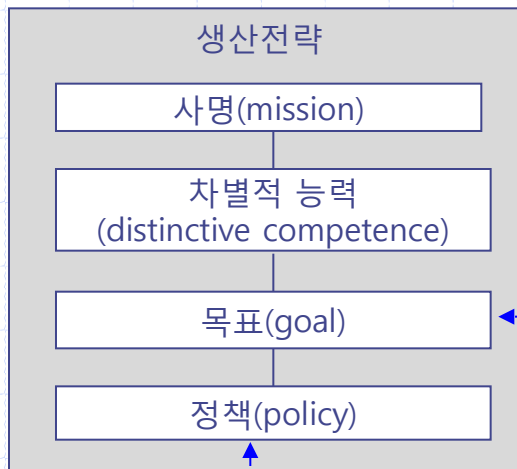 생산전략
사명(mission)
차별적 능력
(distinctive competence)
목표(goal)
정책(policy)